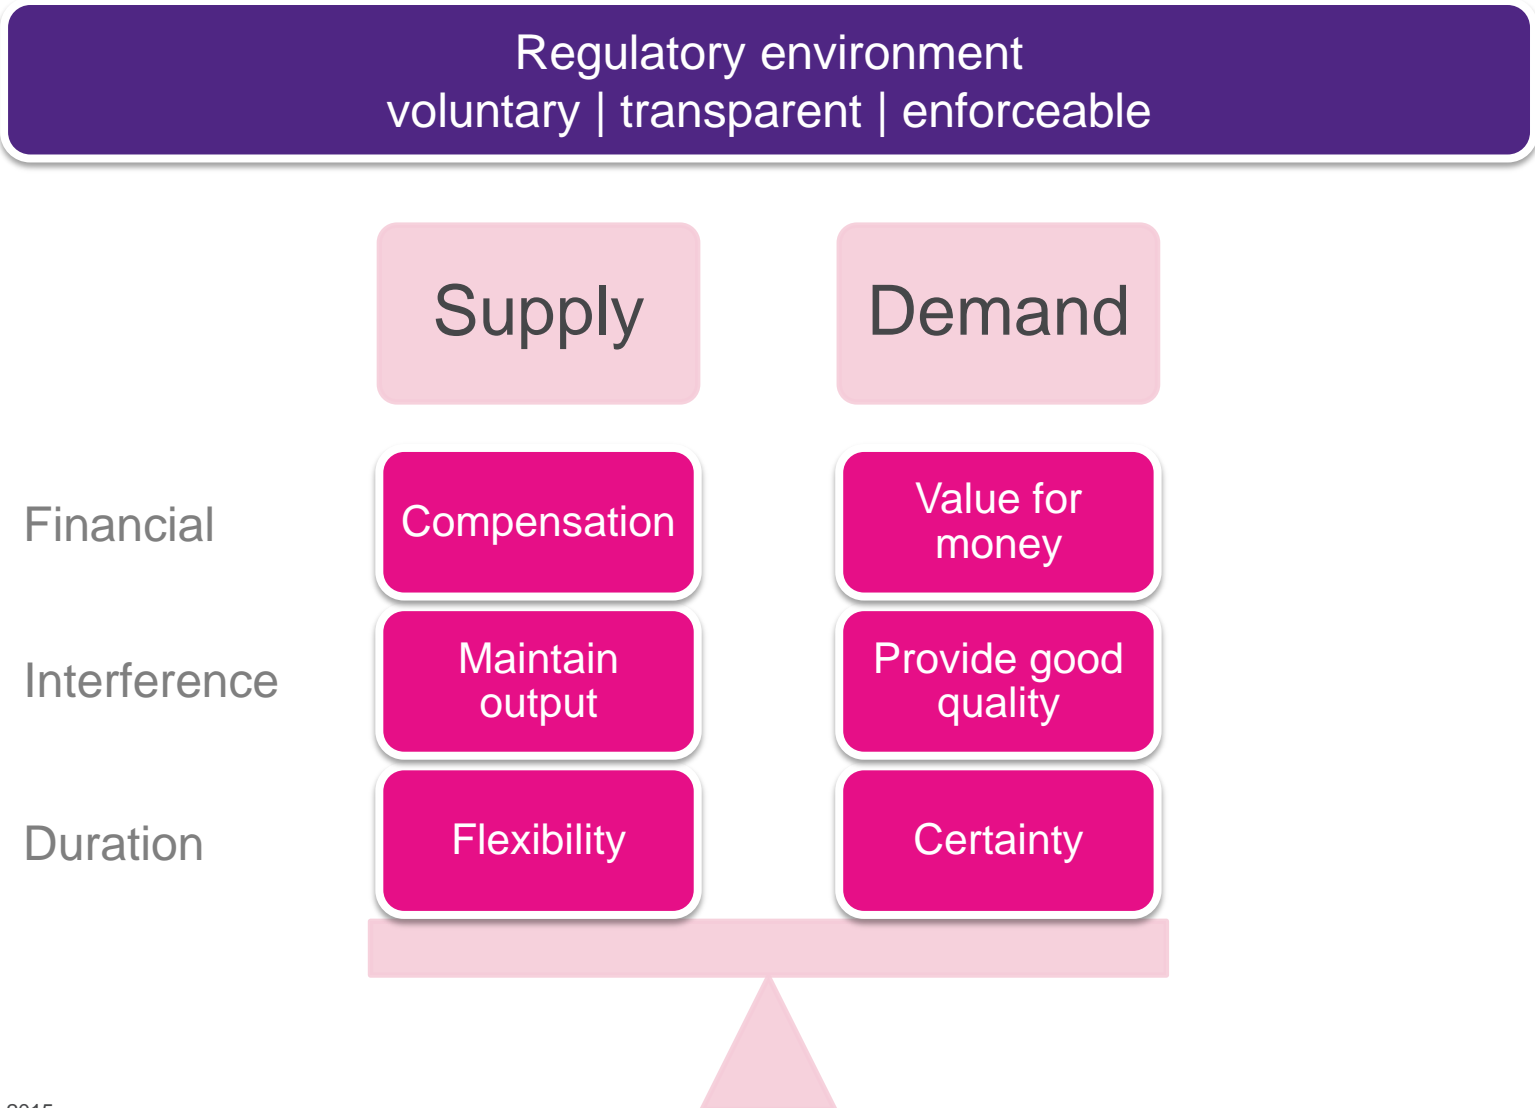 Regulatory environment
voluntary | transparent | enforceable
Supply
Demand
Financial
Compensation
Value for
money
Interference
Maintain
output
Provide good
quality
Duration
Flexibility
Certainty
2015